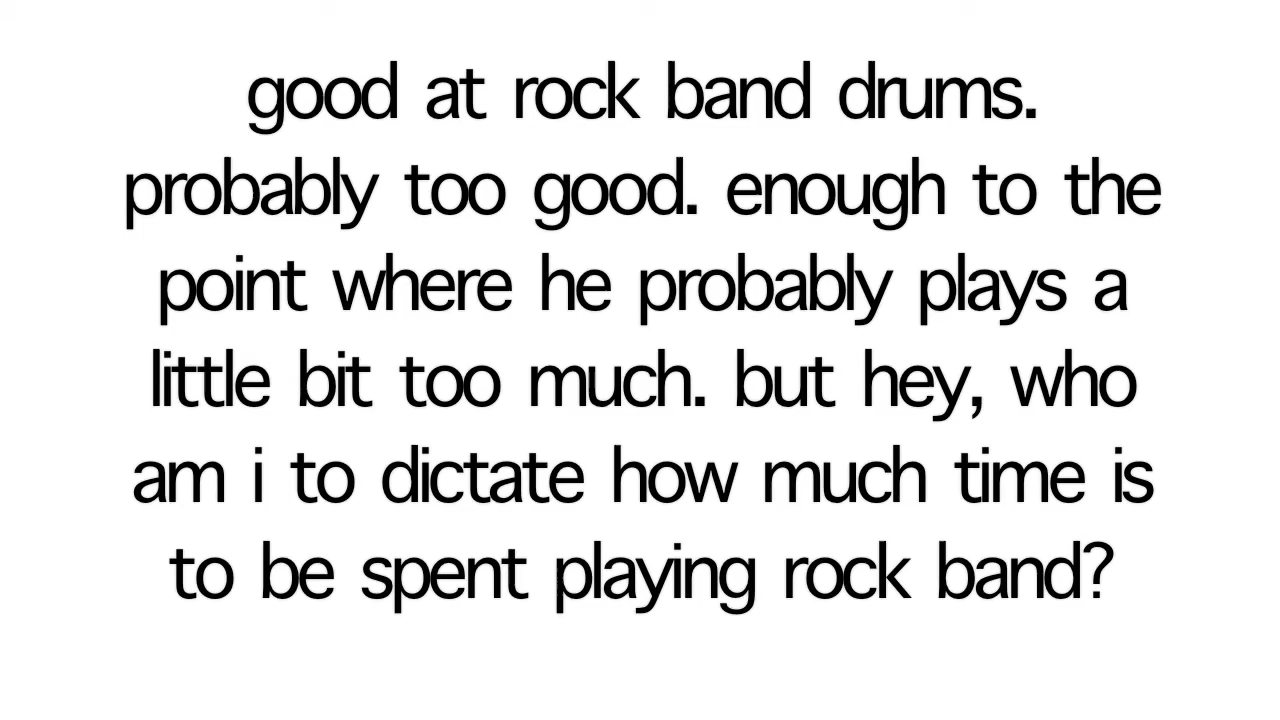 good at rock band drums.
probably too good. enough to the
point where he probably plays a
little bit too much. but hey, who
am i to dictate how much time is
to be spent playing rock band?